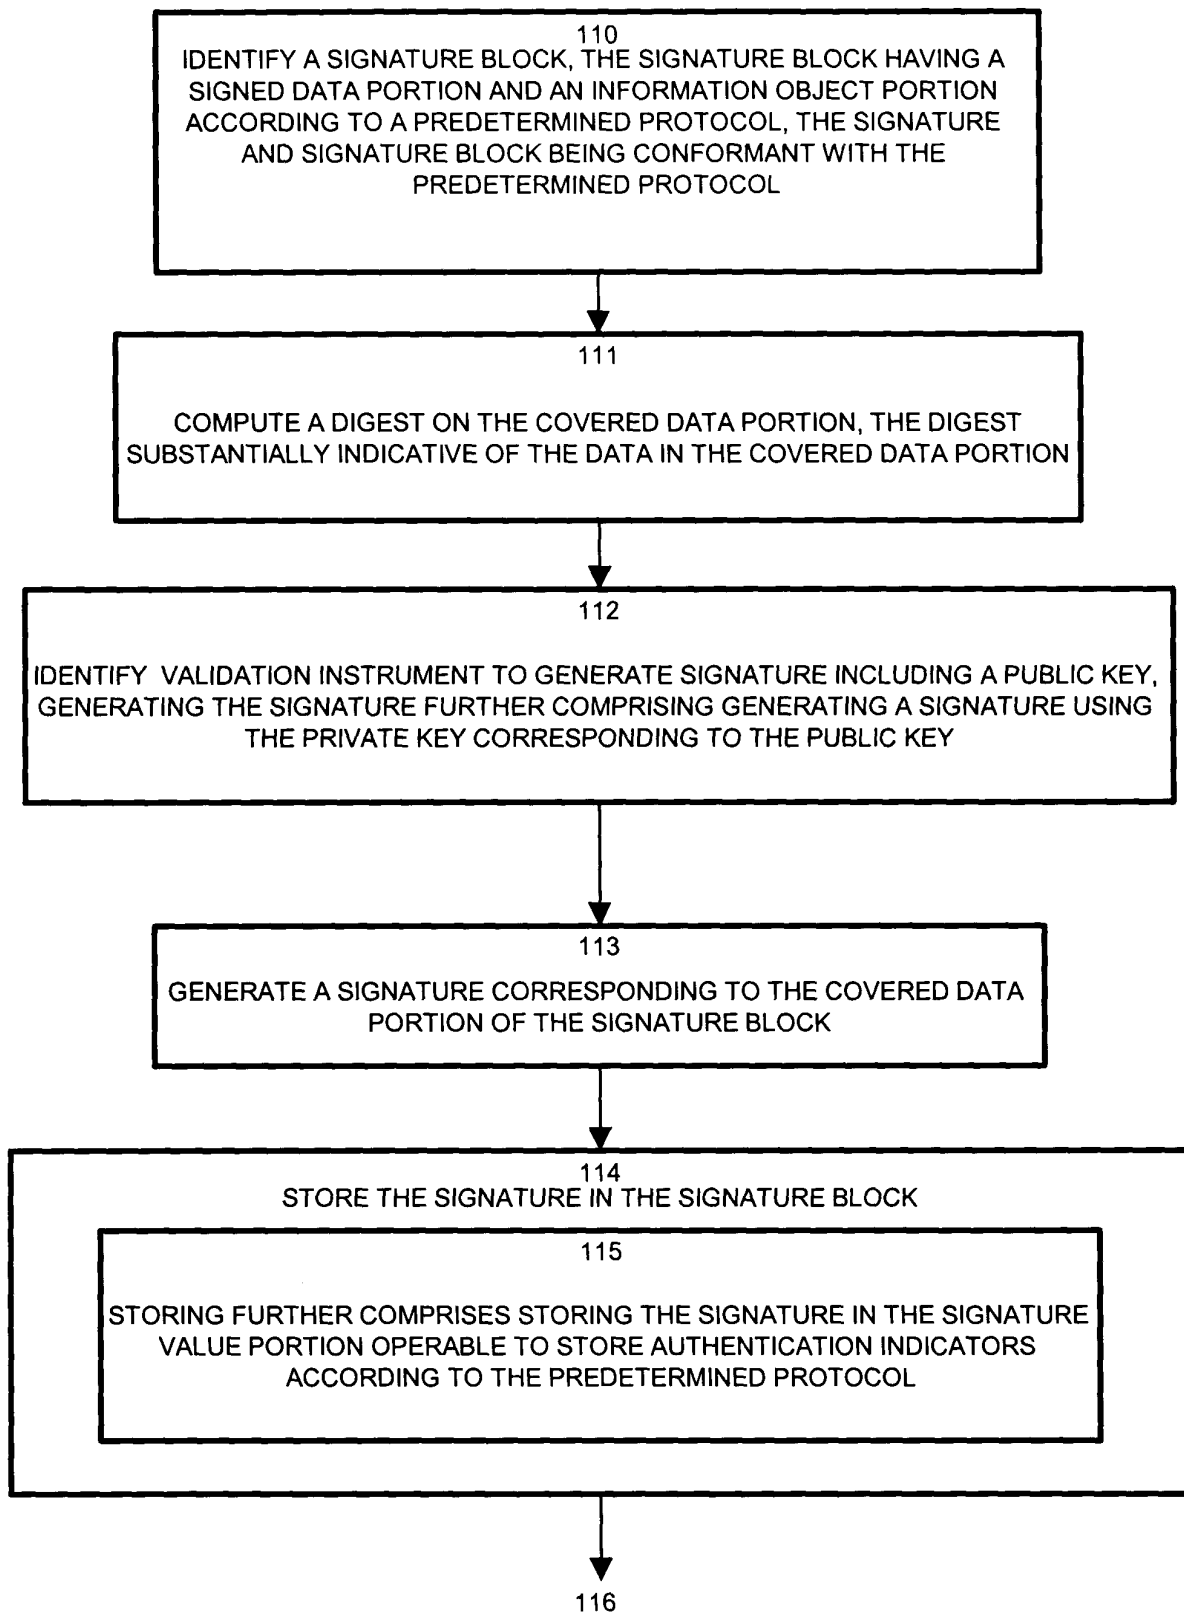 110
IDENTIFY A SIGNATURE BLOCK, THE SIGNATURE BLOCK HAVING A
SIGNED DATA PORTION AND AN INFORMATION OBJECT PORTION
ACCORDING TO A PREDETERMINED PROTOCOL, THE SIGNATURE
AND SIGNATURE BLOCK BEING CONFORMANT WITH THE
PREDETERMINED PROTOCOL
111
COMPUTE A DIGEST ON THE COVERED DATA PORTION, THE DIGEST
SUBSTANTIALLY INDICATIVE OF THE DATA IN THE COVERED DATA PORTION
112
IDENTIFY VALIDATION INSTRUMENT TO GENERATE SIGNATURE INCLUDING A PUBLIC KEY,
GENERATING THE SIGNATURE FURTHER COMPRISING GENERATING A SIGNATURE USING
THE PRIVATE KEY CORRESPONDING TO THE PUBLIC KEY
113
GENERATE A SIGNATURE CORRESPONDING TO THE COVERED DATA
PORTION OF THE SIGNATURE BLOCK
114
STORE THE SIGNATURE IN THE SIGNATURE BLOCK
115
STORING FURTHER COMPRISES STORING THE SIGNATURE IN THE SIGNATURE
VALUE PORTION OPERABLE TO STORE AUTHENTICATION INDICATORS
ACCORDING TO THE PREDETERMINED PROTOCOL
116